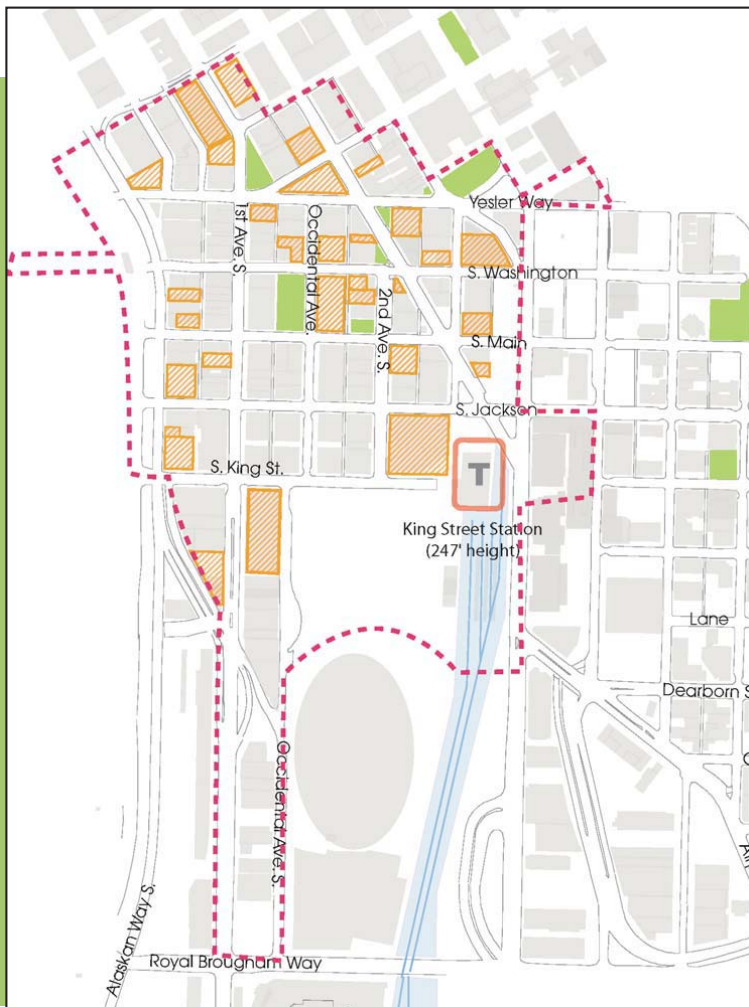 Yesler Way
1st Ave. S.
Occidental Ave.
S. Washington
2nd Ave. S.
S. Main
S. Jackson
S. King St.
T
King Street Station
(247' height)
Lane
Dearborn S
Occidental Ave. S.
Alaskan Way S.
Royal Brougham Way